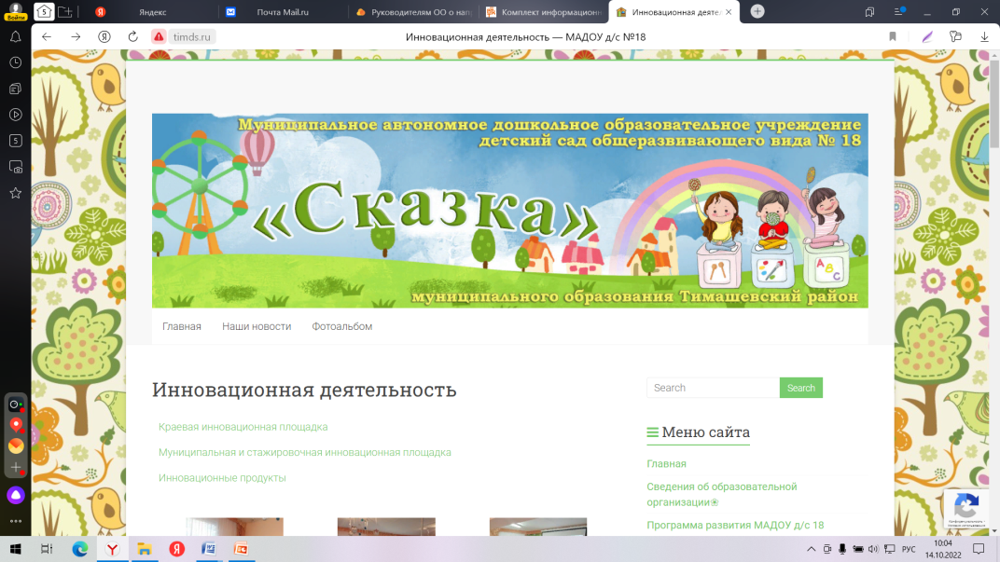 Войти
5
Яндекс
Почта Mail.ru
Руководителям ОО о нап
Комплект информацион
Инновационная деятел
timds.ru
Инновационная деятельность — МАДОУ д/с №18
5
Муниципальное автономное дошкольное образовательное учреждение
детский сад общеразвивающего вида № 18
«Сказка»
A B C
муниципального образования Тимашевский район
Главная
Наши новости
Фотоальбом
Инновационная деятельность
Search
Search
Краевая инновационная площадка
Муниципальная и стажировочная инновационная площадка
Инновационные продукты
Меню сайта
Главная
Сведения об образовательной
организации
Программа развития МАДОУ д/с 18
РУС
10:04
14.10.2022